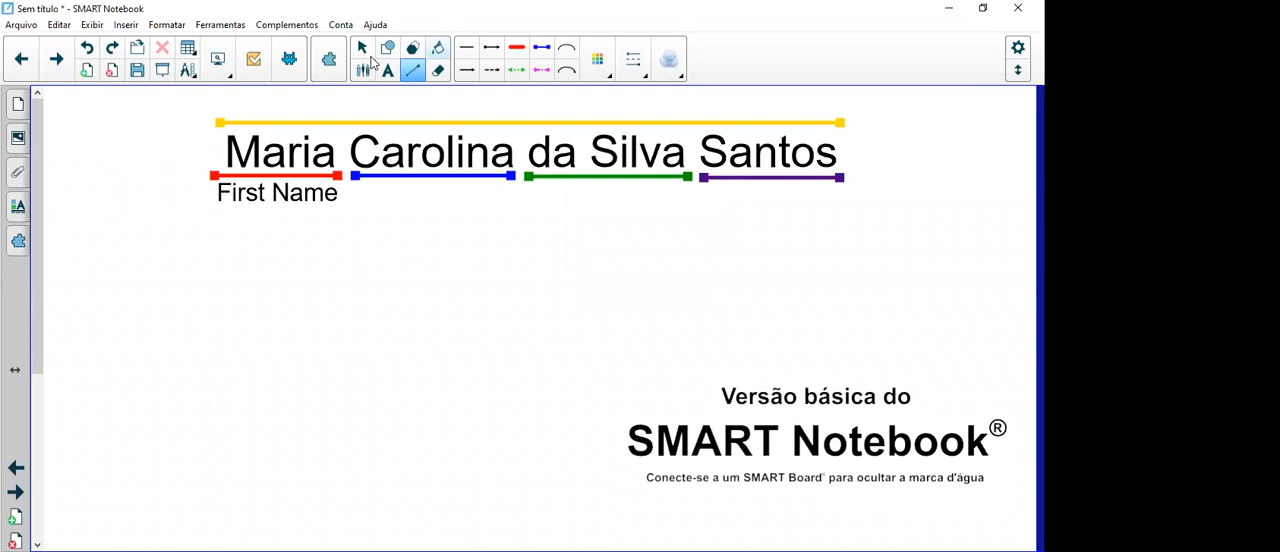 Sem título * - SMART Notebook
Arquivo Editar Exibir Inserir Formatar Ferramentas Complementos Conta Ajuda
Maria Carolina da Silva Santos
First Name
Versão básica do
SMART Notebook®
Conecte-se a um SMART Board® para ocultar a marca d'água